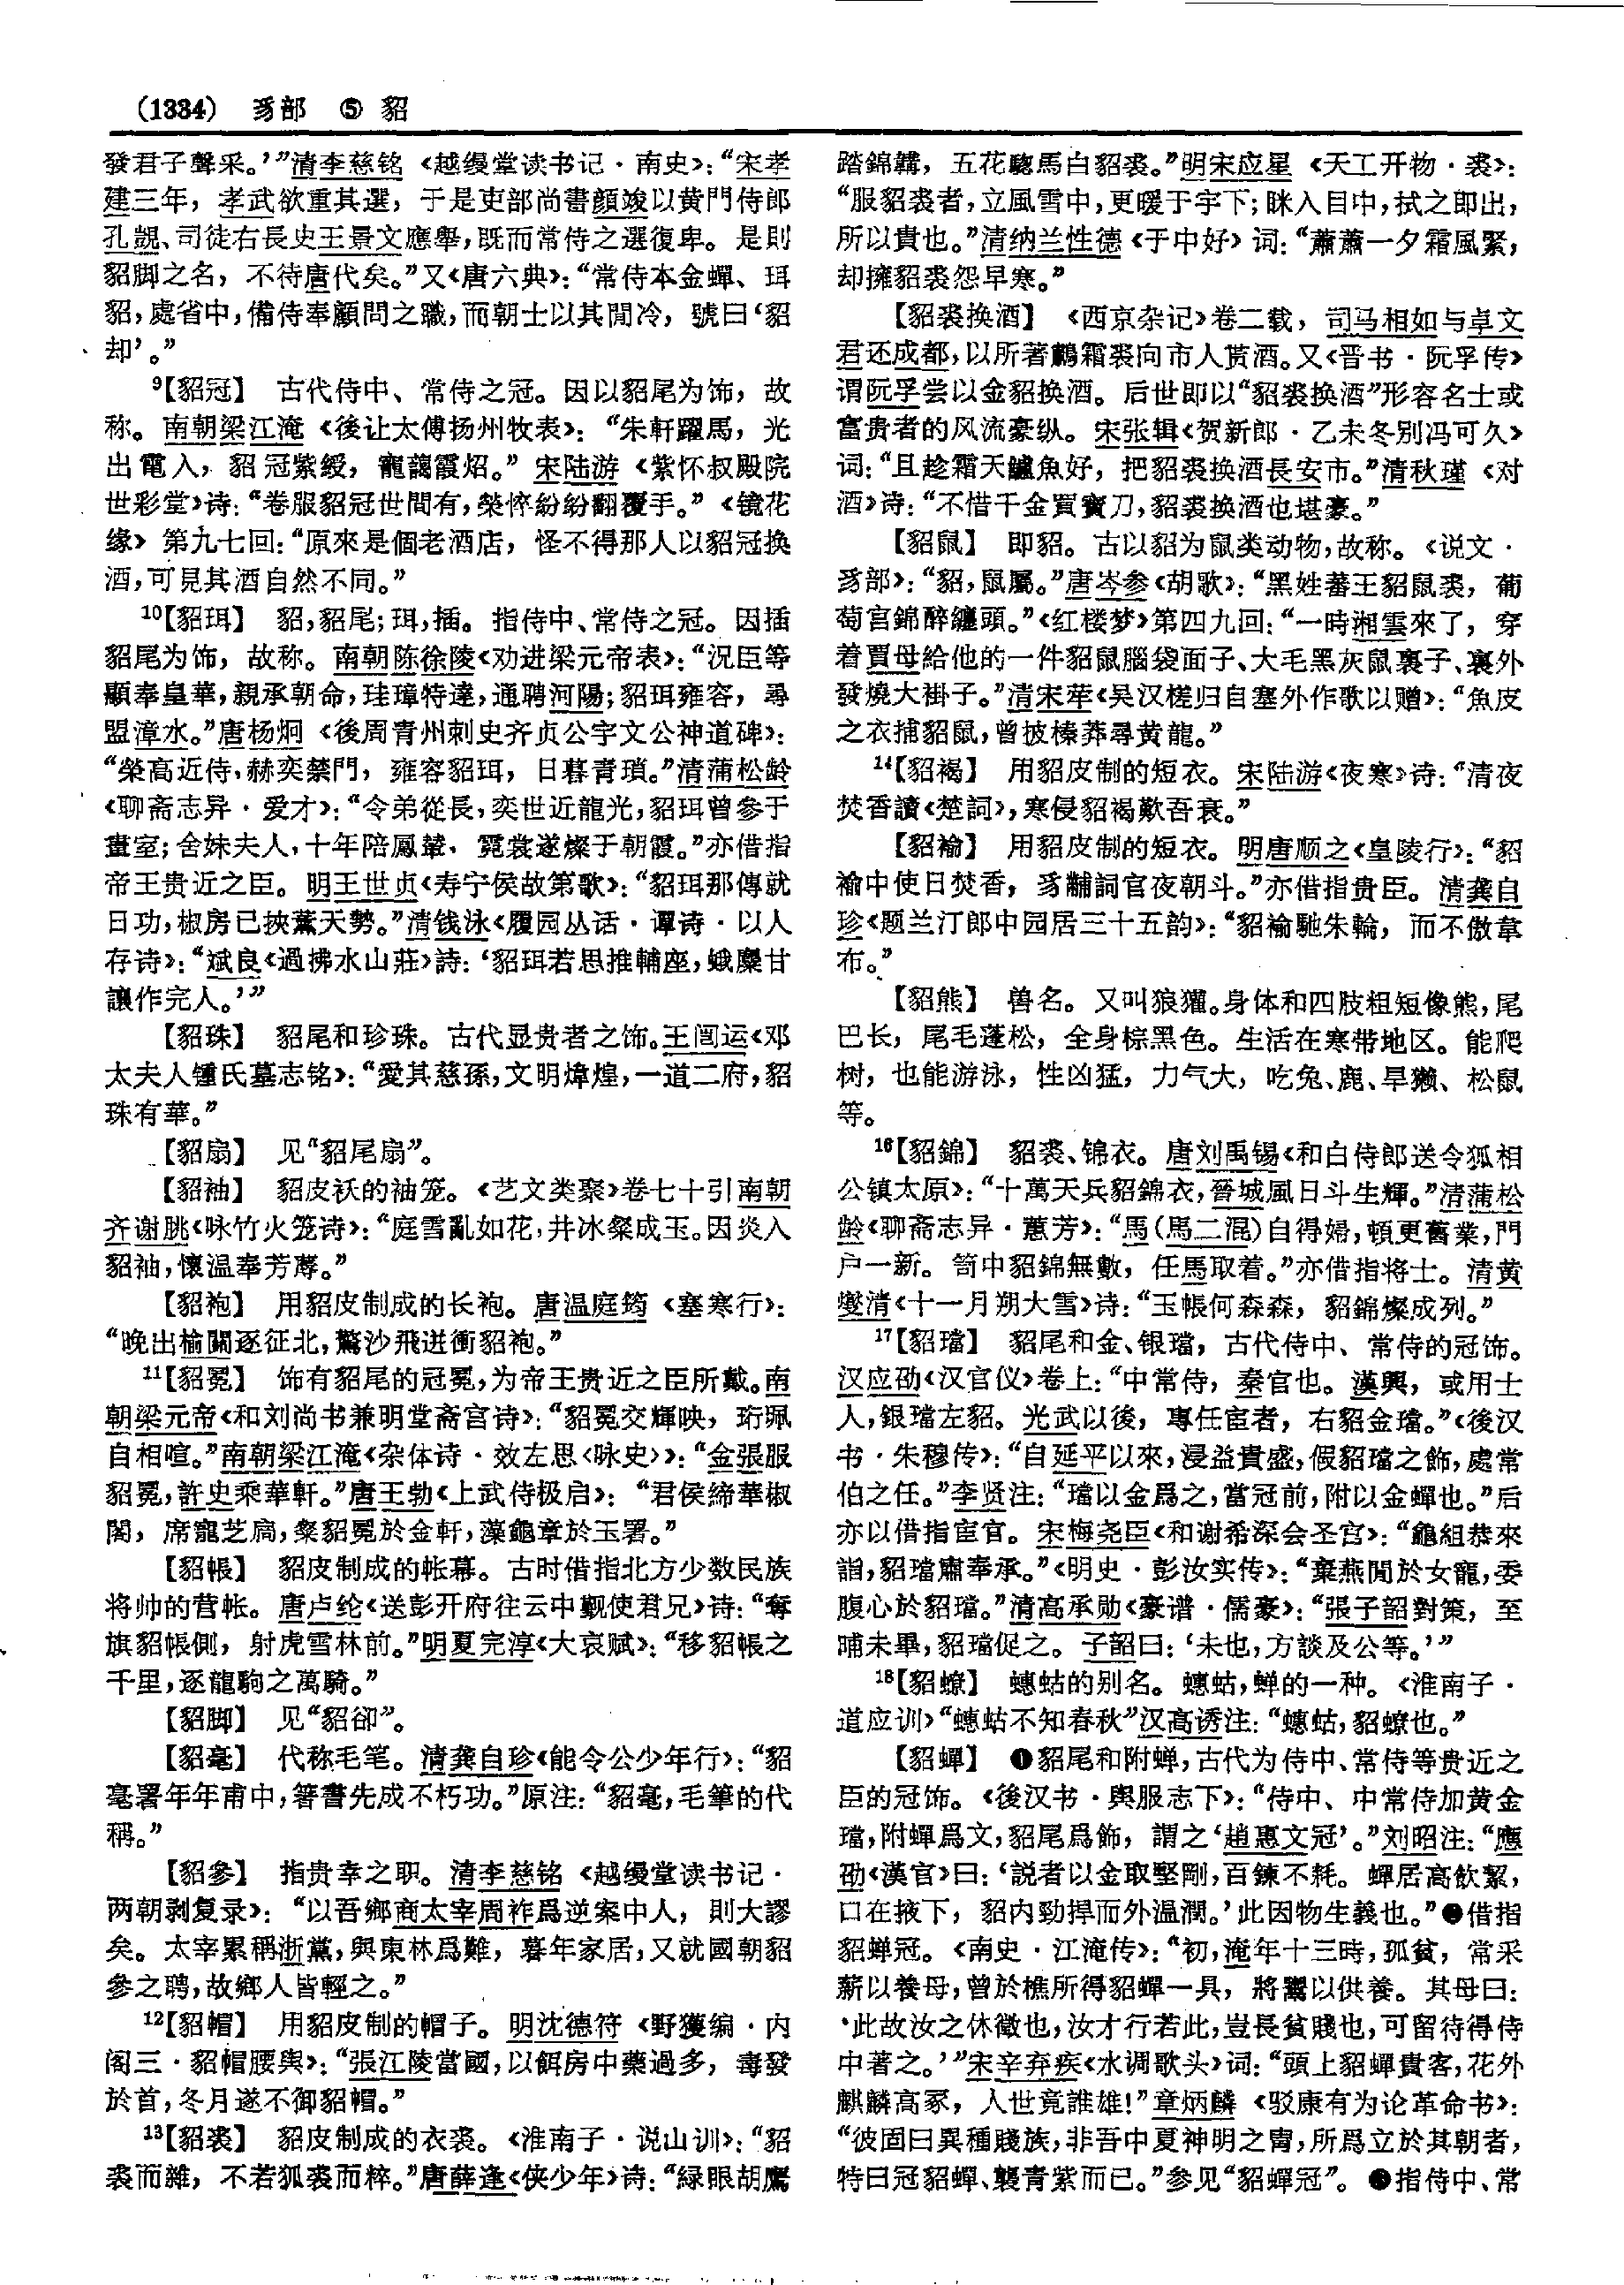 (1334) 豸部 ⑤ 貂
發君子聲采。’”清李慈铭《越缦堂读书记·南史》：“宋孝
建三年，孝武欲重其選，于是吏部尚書顏竣以黄門侍郎
孔覬、司徒右長史王景文應舉，既而常侍之選復卑。是則
貂脚之名，不待唐代矣。”又《唐六典》：“常侍本金蟬、珥
貂，處省中，備侍奉顧問之職，而朝士以其閒冷，號曰‘貂
却’。”
9【貂冠】 古代侍中、常侍之冠。因以貂尾为饰，故
称。南朝梁江淹《後让太傅扬州牧表》：“朱軒躍馬，光
出電入，貂冠紫綬，龍藹霞炤。”宋陆游《紫怀叔殿院
世彩堂》诗：“卷服貂冠世間有，榮悴紛紛翻覆手。”《镜花
缘》第九七回：“原來是個老酒店，怪不得那人以貂冠换
酒，可見其酒自然不同。”
10【貂珥】 貂，貂尾；珥，插。指侍中、常侍之冠。因插
貂尾为饰，故称。南朝陈徐陵《劝进梁元帝表》：“況臣等
顯奉皇華，親承朝命，珪璋特達，通聘河陽；貂珥雍容，尋
盟漳水。”唐杨炯《後周青州刺史齐贞公宇文公神道碑》：
“榮高近侍，赫奕禁門，雍容貂珥，日暮青瑣。”清蒲松龄
《聊斋志异·爱才》：“令弟從長，奕世近龍光，貂珥曾參于
畫室；舍妹夫人，十年陪鳳輦，霓裳遂燦于朝霞。”亦借指
帝王贵近之臣。明王世贞《寿宁侯故第歌》：“貂珥那傳就
日功，椒房已挾薰天勢。”清钱泳《履园丛话·谭诗·以人
存诗》：“斌良《過拂水山莊》詩：‘貂珥若思推輔座，蛾麋甘
讓作完人。’”
【貂珠】 貂尾和珍珠。古代显贵者之饰。王闿运《邓
太夫人锺氏墓志铭》：“愛其慈孫，文明煒煌，一道二府，貂
珠有華。”
【貂扇】 见“貂尾扇”。
【貂袖】 貂皮袄的袖笼。《艺文类聚》卷七十引南朝
齐谢朓《咏竹火笼诗》：“庭雪亂如花，井冰粲成玉。因炎入
貂袖，懷温奉芳蓐。”
【貂袍】 用貂皮制成的长袍。唐温庭筠《塞寒行》：
“晚出榆關逐征北，驚沙飛迸衝貂袍。”
11【貂冕】 饰有貂尾的冠冕，为帝王贵近之臣所戴。南
朝梁元帝《和刘尚书兼明堂斋宫诗》：“貂冕交輝映，珩珮
自相喧。”南朝梁江淹《杂体诗·效左思〈咏史〉》：“金張服
貂冕，許史乘華軒。”唐王勃《上武侍极启》：“君侯締華椒
閣，席寵芝扃，粲貂冕於金軒，藻龜章於玉署。”
【貂帳】 貂皮制成的帐幕。古时借指北方少数民族
将帅的营帐。唐卢纶《送彭开府往云中觐使君兄》诗：“奪
旗貂帳側，射虎雪林前。”明夏完淳《大哀赋》：“移貂帳之
千里，逐龍駒之萬騎。”
【貂脚】 见“貂卻”。
【貂毫】 代称毛笔。清龚自珍《能令公少年行》：“貂
毫署年年甫中，箸書先成不朽功。”原注：“貂毫，毛筆的代
稱。”
【貂參】 指贵幸之职。清李慈铭《越缦堂读书记·
两朝剥复录》：“以吾鄉商太宰周祚爲逆案中人，則大謬
矣。太宰累稱浙黨，與東林爲難，暮年家居，又就國朝貂
參之聘，故鄉人皆輕之。”
12【貂帽】 用貂皮制的帽子。明沈德符《野獲编·内
阁三·貂帽腰舆》：“張江陵當國，以餌房中藥過多，毒發
於首，冬月遂不御貂帽。”
13【貂裘】 貂皮制成的衣裘。《淮南子·说山训》：“貂
裘而雜，不若狐裘而粹。”唐薛逢《侠少年》诗：“緑眼胡鷹
踏錦韝，五花驄馬白貂裘。”明宋应星《天工开物·裘》：
“服貂裘者，立風雪中，更暖于宇下；眯入目中，拭之即出，
所以貴也。”清纳兰性德《于中好》词：“蕭蕭一夕霜風緊，
却擁貂裘怨早寒。”
【貂裘换酒】 《西京杂记》卷二载，司马相如与卓文
君还成都，以所著鷫霜裘向市人贳酒。又《晋书·阮孚传》
谓阮孚尝以金貂换酒。后世即以“貂裘换酒”形容名士或
富贵者的风流豪纵。宋张辑《贺新郎·乙未冬别冯可久》
词：“且趁霜天鱸魚好，把貂裘换酒長安市。”清秋瑾《对
酒》诗：“不惜千金買寶刀，貂裘换酒也堪豪。”
【貂鼠】 即貂。古以貂为鼠类动物，故称。《说文·
豸部》：“貂，鼠屬。”唐岑参《胡歌》：“黑姓蕃王貂鼠裘，葡
萄宫錦醉纏頭。”《红楼梦》第四九回：“一時湘雲來了，穿
着賈母給他的一件貂鼠腦袋面子、大毛黑灰鼠裏子、裏外
發燒大褂子。”清宋荦《吴汉槎归自塞外作歌以赠》：“魚皮
之衣捕貂鼠，曾披榛莽尋黄龍。”
14【貂褐】 用貂皮制的短衣。宋陆游《夜寒》诗：“清夜
焚香讀《楚詞》，寒侵貂褐歎吾衰。”
【貂褕】 用貂皮制的短衣。明唐顺之《皇陵行》：“貂
褕中使日焚香，豸黼詞官夜朝斗。”亦借指贵臣。清龚自
珍《题兰汀郎中园居三十五韵》：“貂褕馳朱輪，而不傲韋
布。”
【貂熊】 兽名。又叫狼獾。身体和四肢粗短像熊，尾
巴长，尾毛蓬松，全身棕黑色。生活在寒带地区。能爬
树，也能游泳，性凶猛，力气大，吃兔、鹿、旱獭、松鼠
等。
16【貂錦】 貂裘、锦衣。唐刘禹锡《和白侍郎送令狐相
公镇太原》：“十萬天兵貂錦衣，晉城風日斗生輝。”清蒲松
龄《聊斋志异·蕙芳》：“馬（馬二混）自得婦，頓更舊業，門
户一新。笥中貂錦無數，任馬取着。”亦借指将士。清黄
燮清《十一月朔大雪》诗：“玉帳何森森，貂錦燦成列。”
17【貂璫】 貂尾和金、银璫，古代侍中、常侍的冠饰。
汉应劭《汉官仪》卷上：“中常侍，秦官也。漢興，或用士
人，銀璫左貂。光武以後，專任宦者，右貂金璫。”《後汉
书·朱穆传》：“自延平以來，浸益貴盛，假貂璫之飾，處常
伯之任。”李贤注：“璫以金爲之，當冠前，附以金蟬也。”后
亦以借指宦官。宋梅尧臣《和谢希深会圣宫》：“龜組恭來
詣，貂璫肅奉承。”《明史·彭汝实传》：“棄燕閒於女寵，委
腹心於貂璫。”清高承勋《豪谱·儒豪》：“張子韶對策，至
晡未畢，貂璫促之。子韶曰：‘未也，方談及公等。’”
18【貂蟟】 蟪蛄的别名。蟪蛄，蝉的一种。《淮南子·
道应训》“蟪蛄不知春秋”汉高诱注：“蟪蛄，貂蟟也。”
【貂蟬】 ❶貂尾和附蝉，古代为侍中、常侍等贵近之
臣的冠饰。《後汉书·舆服志下》：“侍中、中常侍加黄金
璫，附蟬爲文，貂尾爲飾，謂之‘趙惠文冠’。”刘昭注：“應
劭《漢官》曰：‘説者以金取堅剛，百鍊不耗。蟬居高飲絜，
口在掖下，貂内勁捍而外温潤。’此因物生義也。”❷借指
貂蝉冠。《南史·江淹传》：“初，淹年十三時，孤貧，常采
薪以養母，曾於樵所得貂蟬一具，將鬻以供養。其母曰：
‘此故汝之休徵也，汝才行若此，豈長貧賤也，可留待得侍
中著之。’”宋辛弃疾《水调歌头》词：“頭上貂蟬貴客，花外
麒麟高冢，人世竟誰雄！”章炳麟《驳康有为论革命书》：
“彼固曰異種賤族，非吾中夏神明之胄，所爲立於其朝者，
特曰冠貂蟬、襲青紫而已。”参见“貂蟬冠”。❸指侍中、常